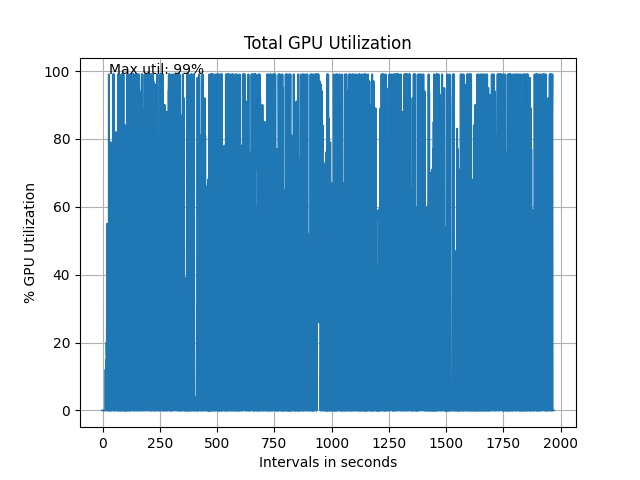 Total GPU Utilization
Max util: 99%
100
80
60
40
20
0
% GPU Utilization
0 250 500 750 1000 1250 1500 1750 2000
Intervals in seconds